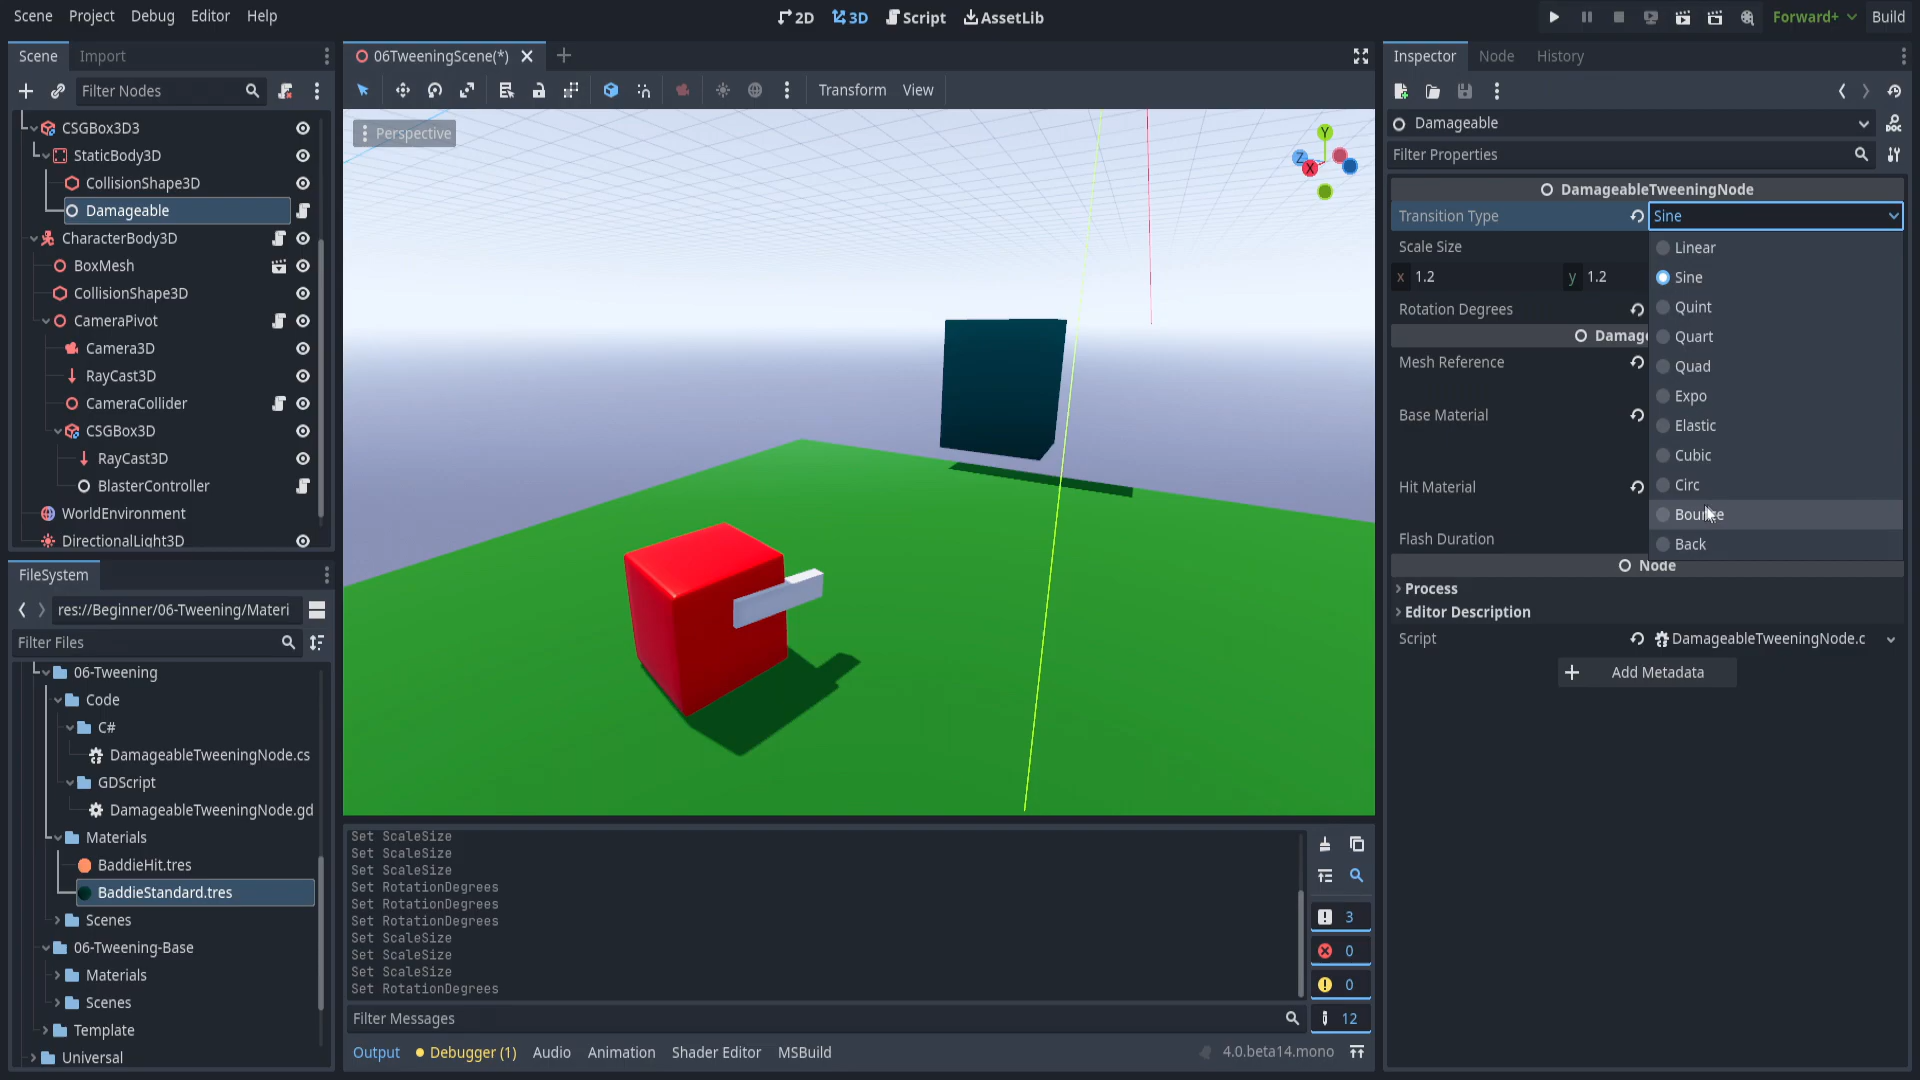 Scene Project Debug Editor Help
2D 3D Script AssetLib
Forward+ Build
Scene Import
Filter Nodes
CSGBox3D3
StaticBody3D
CollisionShape3D
Damageable
CharacterBody3D
BoxMesh
CollisionShape3D
CameraPivot
Camera3D
RayCast3D
CameraCollider
CSGBox3D
RayCast3D
BlasterController
WorldEnvironment
DirectionalLight3D
FileSystem
res://Beginner/06-Tweening/Materi
Filter Files
06-Tweening
Code
C#
DamageableTweeningNode.cs
GDScript
DamageableTweeningNode.gd
Materials
BaddieHit.tres
BaddieStandard.tres
Scenes
06-Tweening-Base
Materials
Scenes
Template
Universal
06TweeningScene(*)
Transform View
Perspective
Y
Z
X
Set ScaleSize
Set ScaleSize
Set ScaleSize
Set RotationDegrees
Set RotationDegrees
Set RotationDegrees
Set ScaleSize
Set ScaleSize
Set ScaleSize
Set RotationDegrees
3
0
0
12
Filter Messages
Output Debugger (1) Audio Animation Shader Editor MSBuild
4.0.beta14.mono
Inspector Node History
Damageable
Filter Properties
DamageableTweeningNode
Transition Type Sine
Scale Size
x 1.2 y 1.2
Rotation Degrees
Damag
Mesh Reference
Base Material
Hit Material
Flash Duration
Linear
Sine
Quint
Quart
Quad
Expo
Elastic
Cubic
Circ
Bounce
Back
Node
Process
Editor Description
Script DamageableTweeningNode.c
Add Metadata